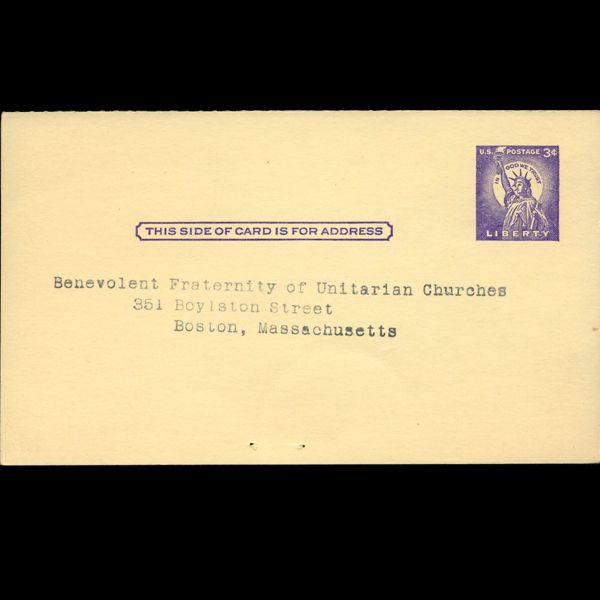 U.S. POSTAGE 3¢
IN GOD WE TRUST
LIBERTY
THIS SIDE OF CARD IS FOR ADDRESS
Benevolent Fraternity of Unitarian Churches
351 Boylston Street
Boston, Massachusetts